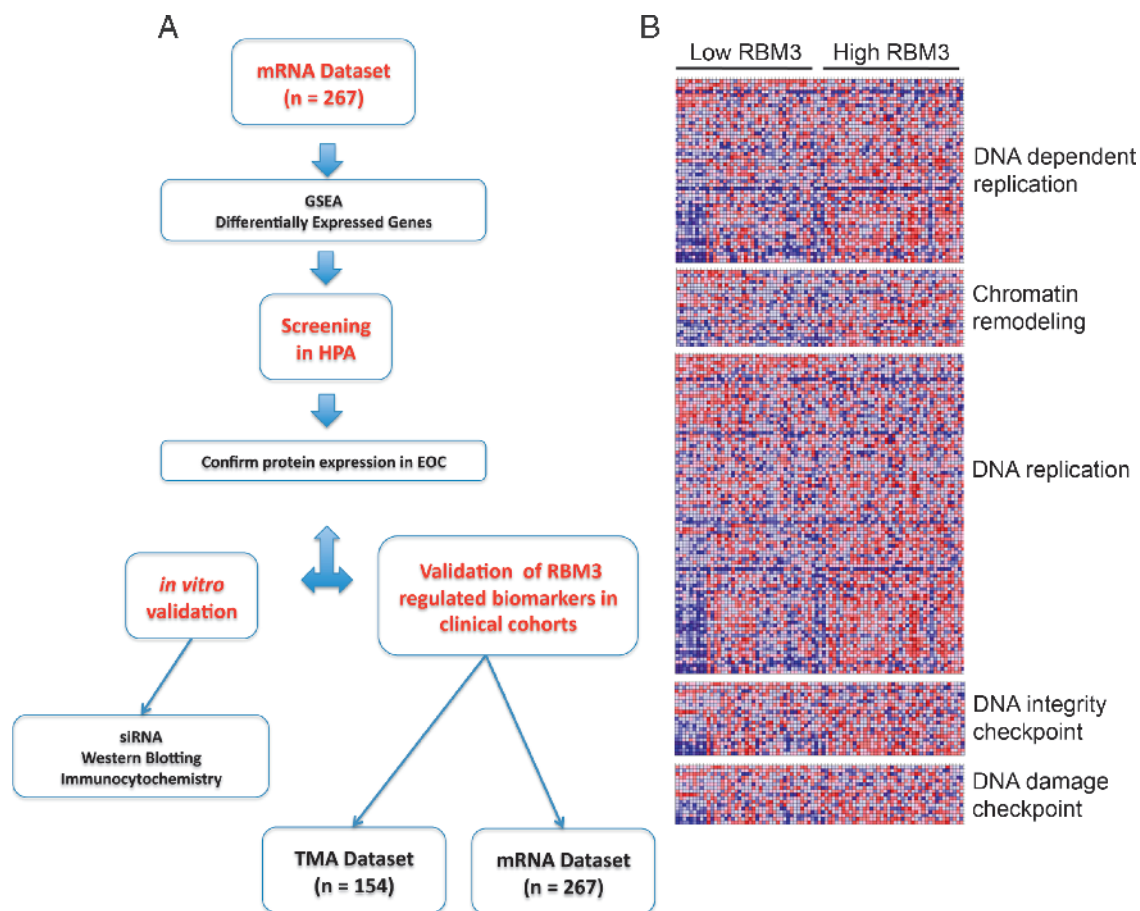 A
mRNA Dataset
(n = 267)
GSEA
Differentially Expressed Genes
Screening
in HPA
Confirm protein expression in EOC
in vitro
validation
Validation of RBM3
regulated biomarkers in
clinical cohorts
siRNA
Western Blotting
Immunocytochemistry
TMA Dataset
(n = 154)
mRNA Dataset
(n = 267)
B
Low RBM3
High RBM3
DNA dependent
replication
Chromatin
remodeling
DNA replication
DNA integrity
checkpoint
DNA damage
checkpoint